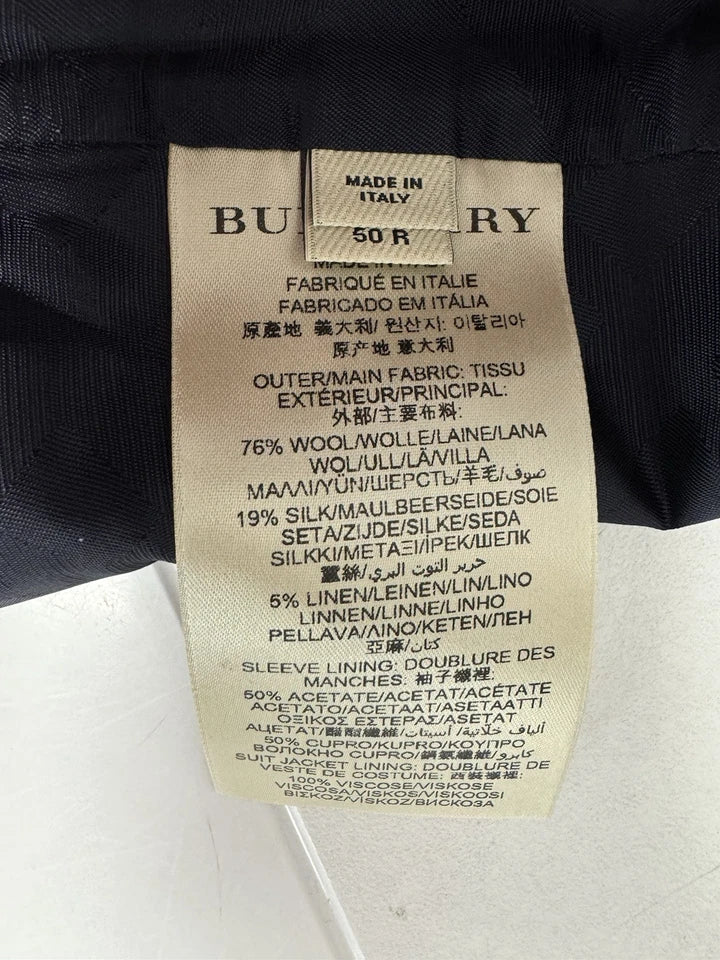 MADE IN
ITALY
BU RY
50 R
FABRIQUÉ EN ITALIE
FABRICADO EM ITÁLIA
原產地 義大利/ 원산지: 이탈리아
原产地 意大利
OUTER/MAIN FABRIC: TISSU
EXTÉRIEUR/PRINCIPAL:
外部/主要布料:
76% WOOL/WOLLE/LAINE/LANA
WOL/ULL/LÄ/VILLA
ΜΑΛΛΙ/YÜN/ШЕРСТЬ/羊毛/صوف
19% SILK/MAULBEERSEIDE/SOIE
SETA/ZIJDE/SILKE/SEDA
SILKKI/ΜΕΤΑΞΙ/İPEK/ШЕЛК
蠶絲/حرير التوت البري
5% LINEN/LEINEN/LIN/LINO
LINNEN/LINNE/LINHO
PELLAVA/ΛΙΝΟ/KETEN/ЛЕН
亞麻/كتان
SLEEVE LINING: DOUBLURE DES
MANCHES: 袖子襯裡:
50% ACETATE/ACETAT/ACÉTATE
ACETATO/ACETAAT/ASETAATTI
ΟΞΙΚΟΣ ΕΣΤΕΡΑΣ/ASETAT
АЦЕТАТ/醋酯纖維/ألياف خلاتية/ أسيتات
50% CUPRO/KUPRO/ΚΟΥΠΡΟ
ВОЛОКНО CUPRO/銅氨纖維/كابرو
SUIT JACKET LINING: DOUBLURE DE
VESTE DE COSTUME: 西裝襯裡:
100% VISCOSE/VISKOSE
VISCOSA/VISKOS/VISKOOSI
ΒΙΣΚΟΖ/VİSKOZ/ВИСКОЗА